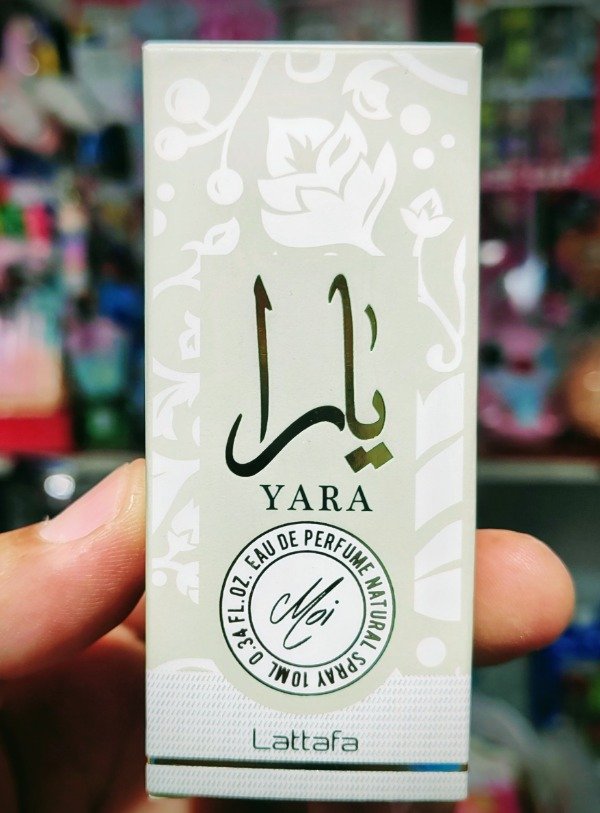 يارا
YARA
EAU DE PERFUME NATURAL SPRAY 10ML 0.34 FL.OZ.
Moi
Lattafa